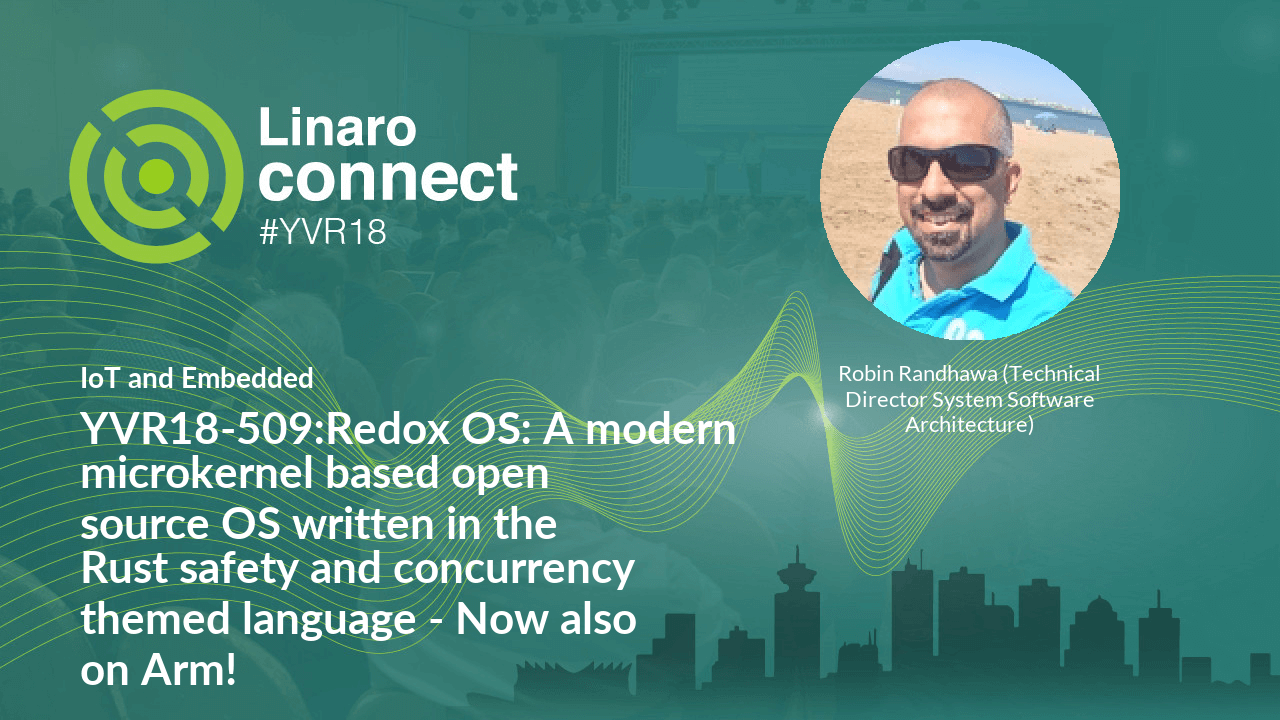 Linaro
connect
#YVR18
IoT and Embedded
YVR18-509:Redox OS: A modern
microkernel based open
source OS written in the
Rust safety and concurrency
themed language - Now also
on Arm!
Robin Randhawa (Technical
Director System Software
Architecture)